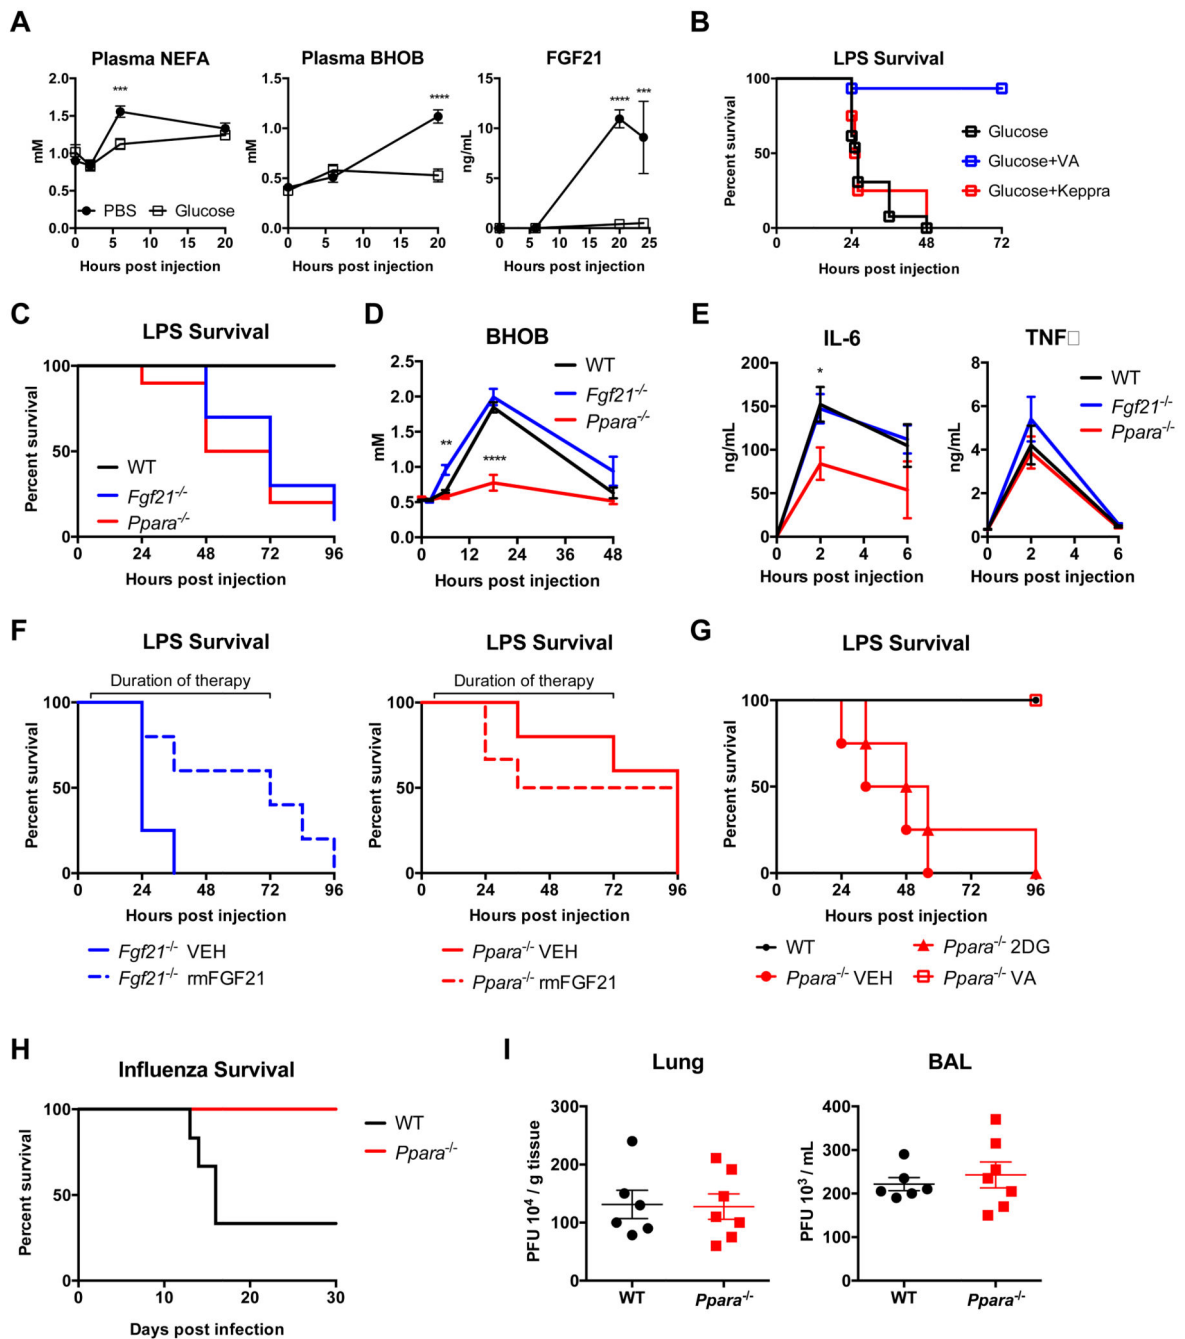 A
Plasma NEFA
2.0
1.5
1.0
0.5
0.0
mM
***
PBS
Glucose
0 5 10 15 20
Hours post injection
Plasma BHOB
1.5
1.0
0.5
0.0
mM
****
0 5 10 15 20
Hours post injection
FGF21
15
10
5
0
ng/mL
****
***
0 5 10 15 20 25
Hours post injection
B
LPS Survival
100
50
0
Percent survival
Glucose
Glucose+VA
Glucose+Keppra
0 24 48 72
Hours post injection
C
LPS Survival
100
50
0
Percent survival
WT
Fgf21-/-
Ppara-/-
0 24 48 72 96
Hours post injection
D
BHOB
2.5
2.0
1.5
1.0
0.5
0.0
mM
**
****
WT
Fgf21-/-
Ppara-/-
0 12 24 36 48
Hours post injection
E
IL-6
200
150
100
50
0
ng/mL
*
0 2 4 6
Hours post injection
TNF□
8
6
4
2
0
ng/mL
WT
Fgf21-/-
Ppara-/-
0 2 4 6
Hours post injection
F
LPS Survival
Duration of therapy
100
50
0
Percent survival
0 24 48 72 96
Hours post injection
Fgf21-/- VEH
Fgf21-/- rmFGF21
LPS Survival
Duration of therapy
100
50
0
Percent survival
0 24 48 72 96
Hours post injection
Ppara-/- VEH
Ppara-/- rmFGF21
G
LPS Survival
100
50
0
Percent survival
24 48 72 96
Hours post injection
WT
Ppara-/- VEH
Ppara-/- 2DG
Ppara-/- VA
H
Influenza Survival
100
50
0
Percent survival
WT
Ppara-/-
0 10 20 30
Days post infection
I
Lung
300
200
100
0
PFU 10⁴ / g tissue
WT
Ppara-/-
BAL
400
300
200
100
0
PFU 10³ / mL
WT
Ppara-/-